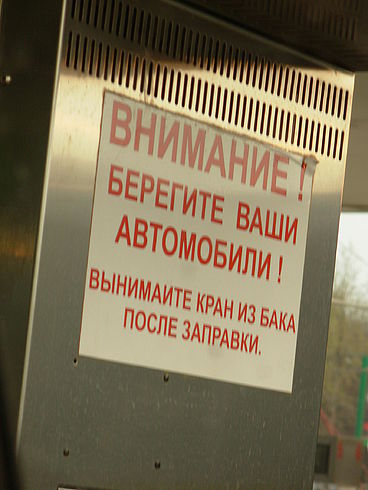 ВНИМАНИЕ!
БЕРЕГИТЕ ВАШИ
АВТОМОБИЛИ!
ВЫНИМАЙТЕ КРАН ИЗ БАКА
ПОСЛЕ ЗАПРАВКИ.